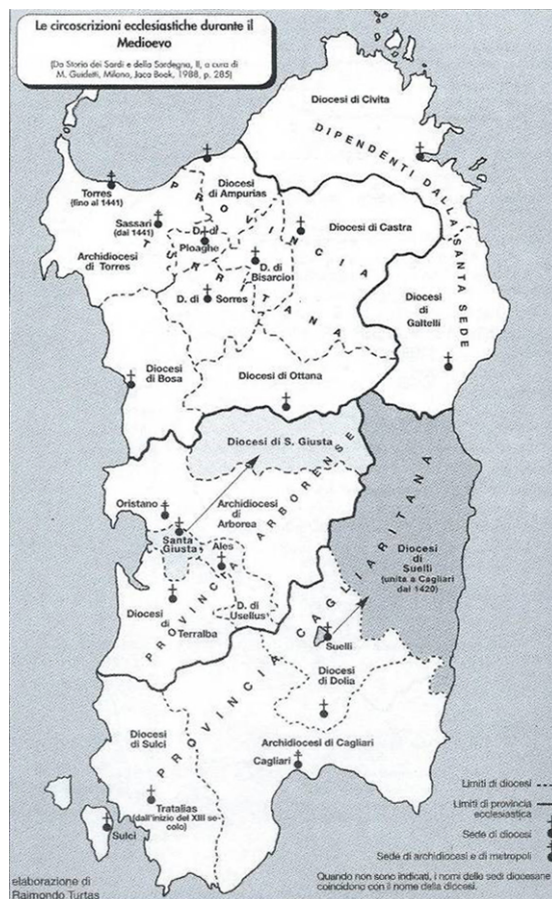 Le circoscrizioni ecclesiastiche durante il
Medioevo
(Da Storia dei Sardi e della Sardegna, II, a cura di
M. Guidetti, Milano, Jaca Book, 1988, p. 285)
Diocesi di Civita
DIPENDENTI DALLA SANTA SEDE
Torres
(fino al 1441)
Diocesi
di Ampurias
PROVINCIA
TURRITANA
Sassari
(dal 1441)
D. di
Ploaghe
Diocesi di Castra
Archidiocesi
di Torres
D. di
Bisarcio
D. di Sorres
Diocesi
di
Galtellì
Diocesi
di Bosa
Diocesi di Ottana
Diocesi di S. Giusta
PROVINCIA ARBORENSE
Oristano
Archidiocesi
di
Arborea
Santa
Giusta
Ales
Diocesi
di
Suelli
(unita a Cagliari
dal 1420)
PROVINCIA CAGLIARITANA
Diocesi
di
Terralba
D. di
Usellus
Suelli
Diocesi
di Dolia
Diocesi
di Sulci
Archidiocesi di Cagliari
Cagliari
Tratalias
(dall'inizio del XIII se-
colo)
Sulci
Limiti di diocesi
Limiti di provincia
ecclesiastica
Sede di diocesi
Sede di archidiocesi e di metropoli
Quando non sono indicati, i nomi delle sedi diocesane
coincidono con il nome della diocesi.
elaborazione di
Raimondo Turtas